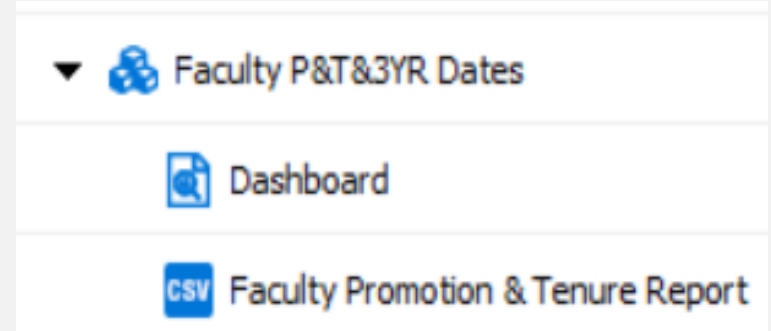 Faculty P&T&3YR Dates
Dashboard
CSV Faculty Promotion & Tenure Report